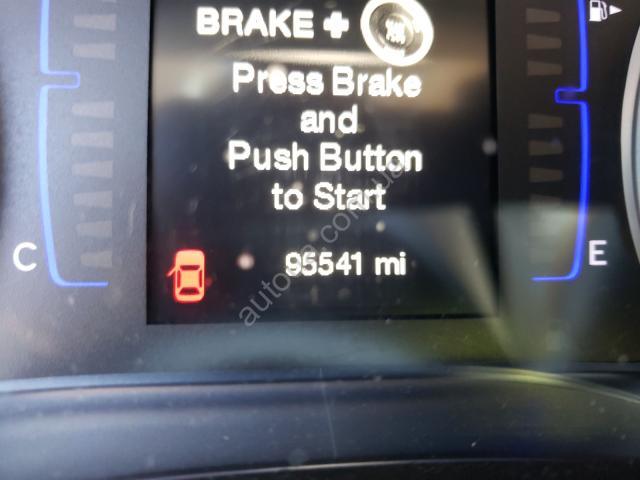 BRAKE +
Press Brake
and
Push Button
to Start
95541 mi
C
E